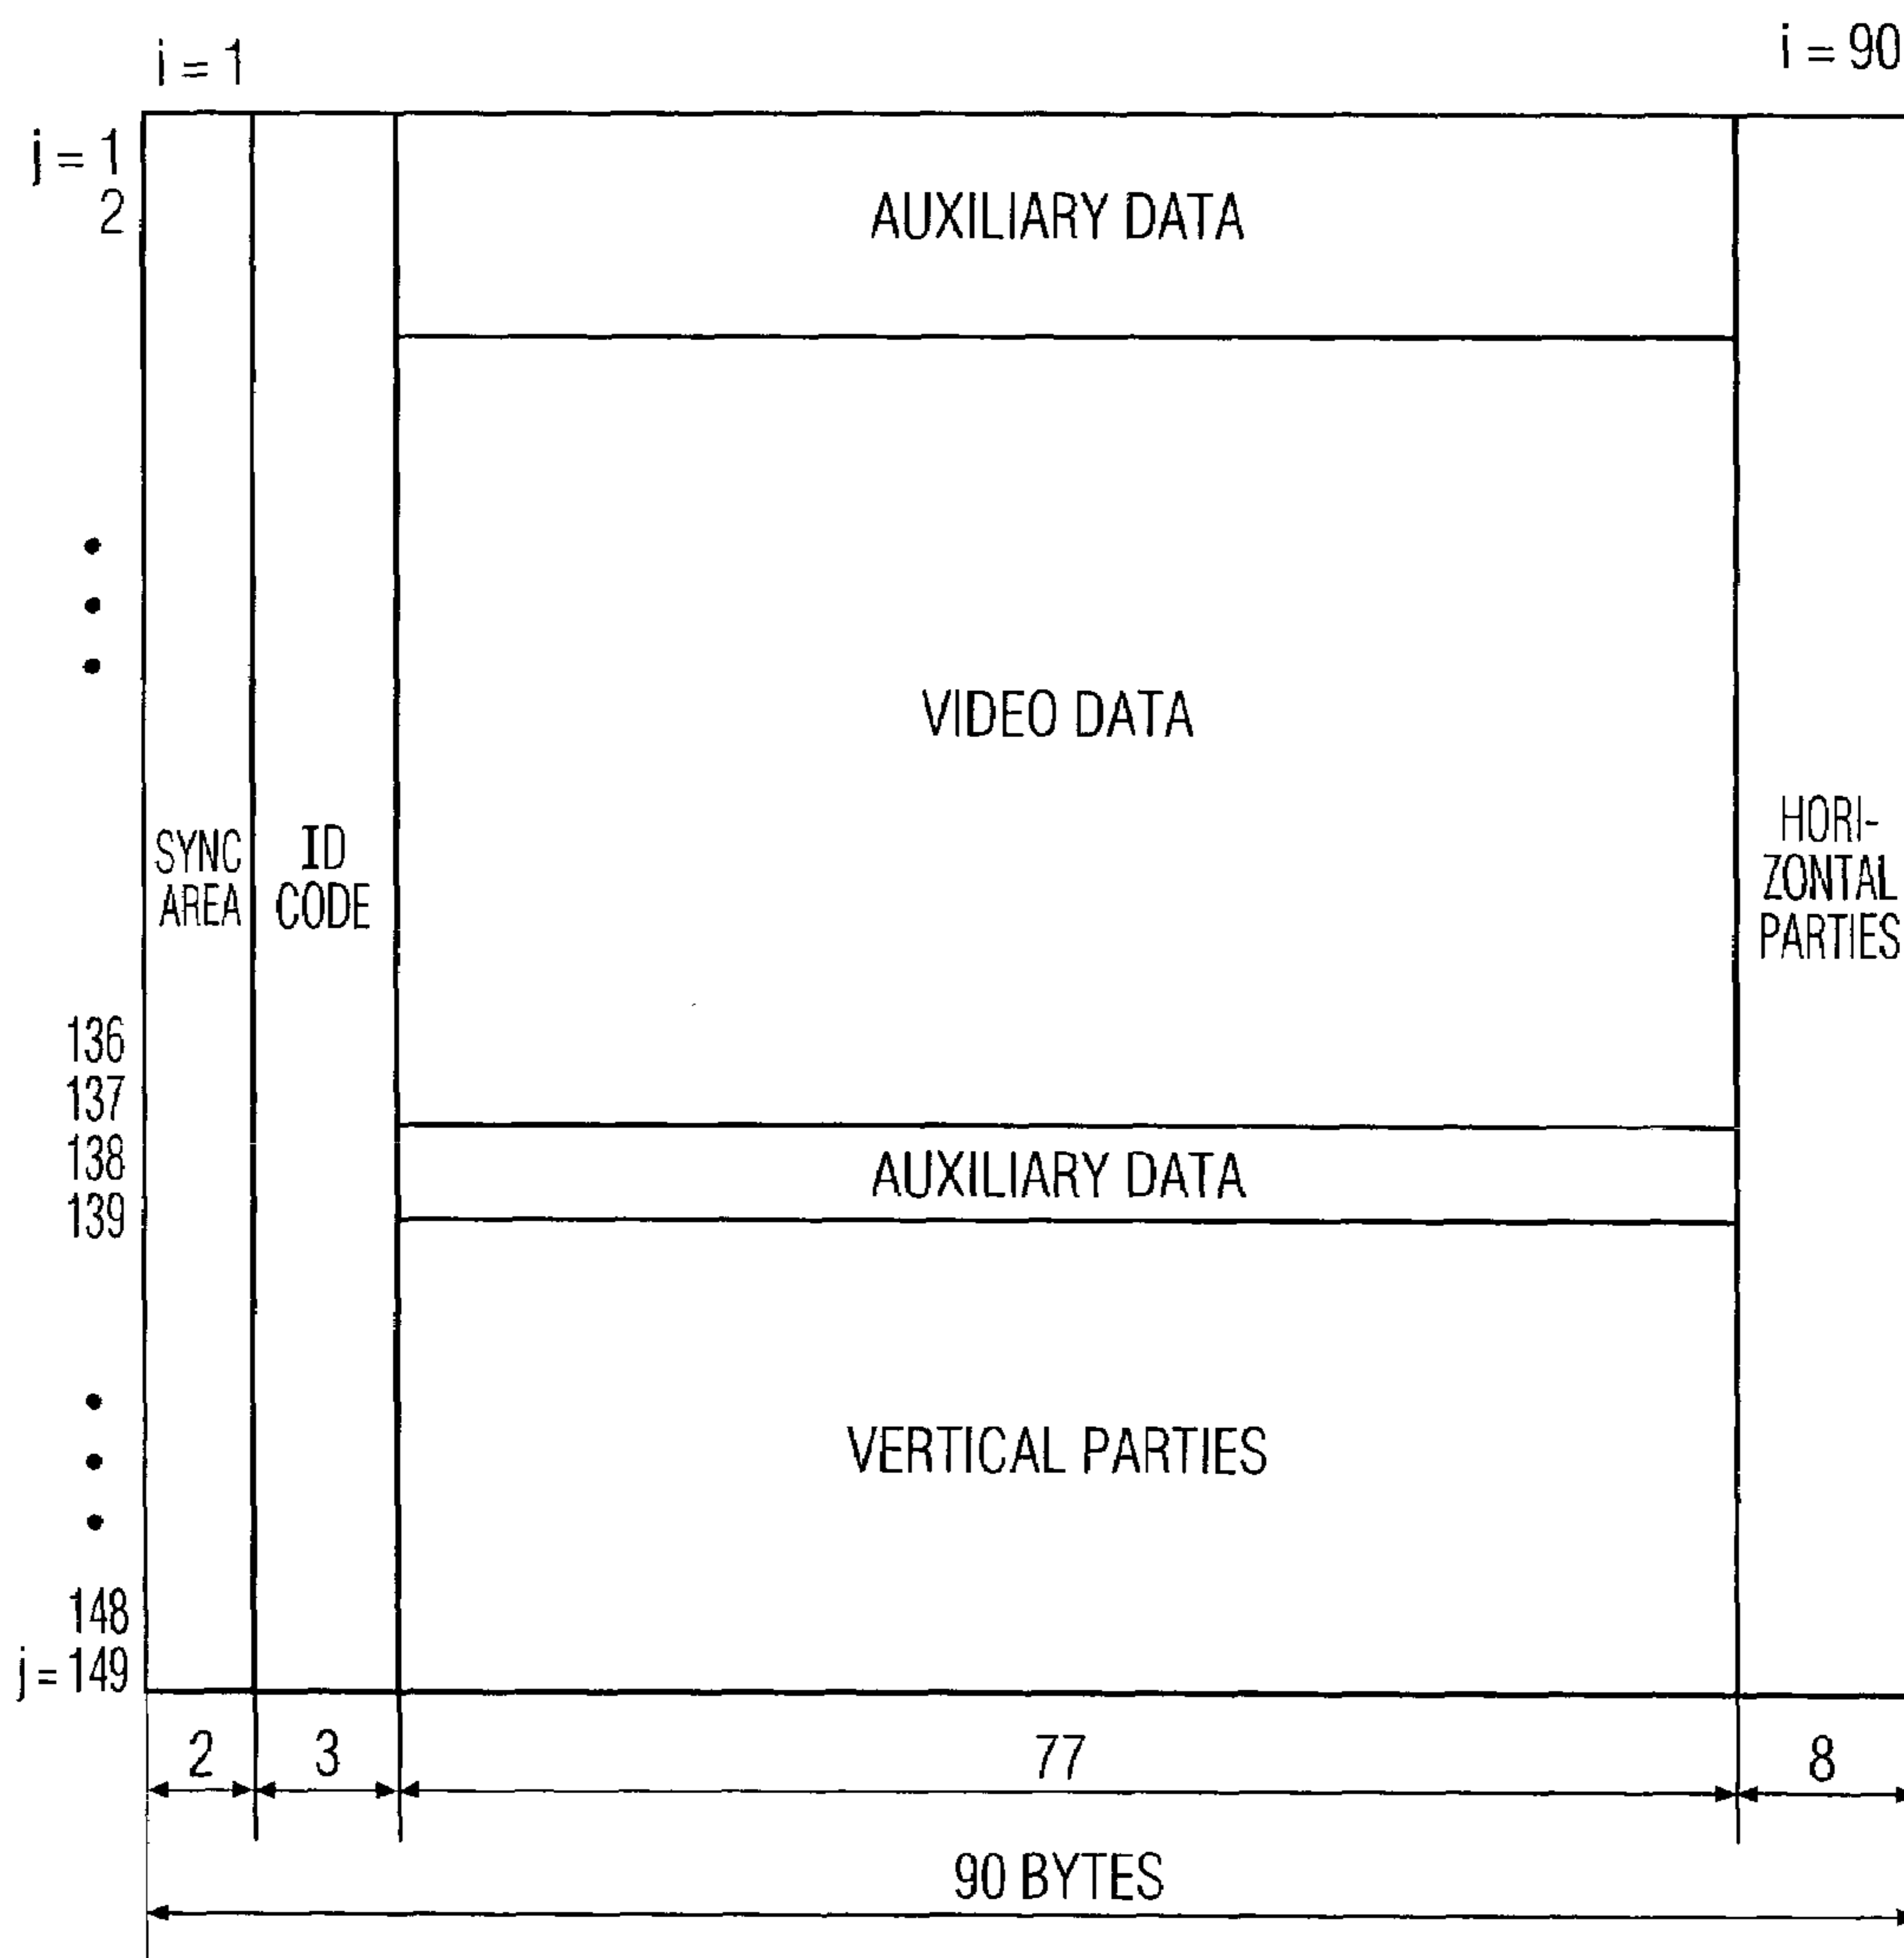 i = 1
i = 90
j = 1
2
AUXILIARY DATA
VIDEO DATA
SYNC
AREA
ID
CODE
HORI-
ZONTAL
PARTIES
136
137
138
139
AUXILIARY DATA
VERTICAL PARTIES
148
j = 149
2
3
77
8
90 BYTES